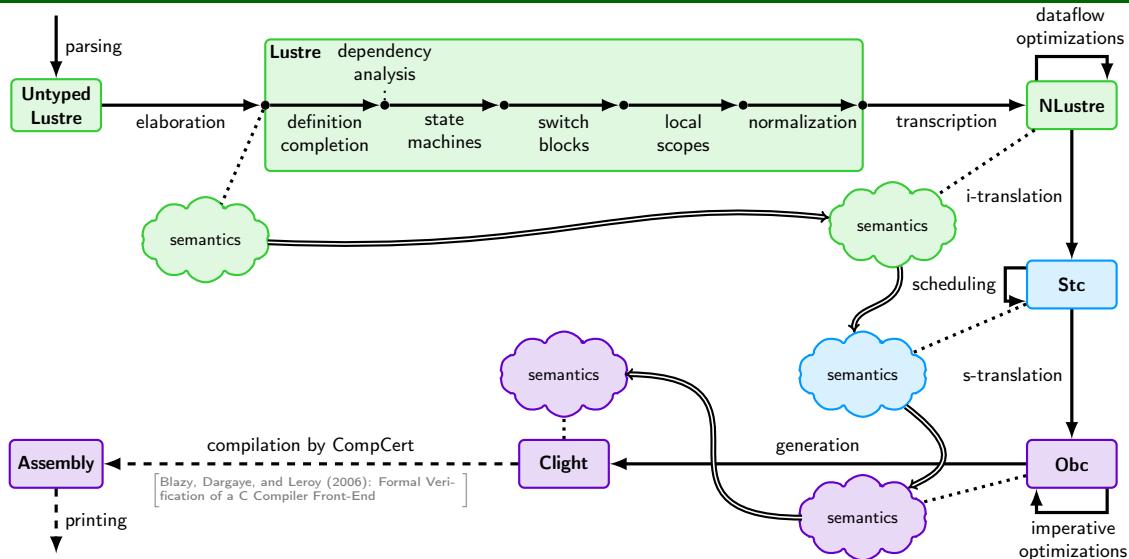 parsing
Untyped
Lustre
elaboration
Lustre
dependency
analysis
definition
completion
state
machines
switch
blocks
local
scopes
normalization
transcription
dataflow
optimizations
NLustre
i-translation
semantics
semantics
scheduling
Stc
semantics
semantics
s-translation
Assembly
compilation by CompCert
Blazy, Dargaye, and Leroy (2006): Formal Veri-
fication of a C Compiler Front-End
Clight
generation
Obc
printing
semantics
imperative
optimizations